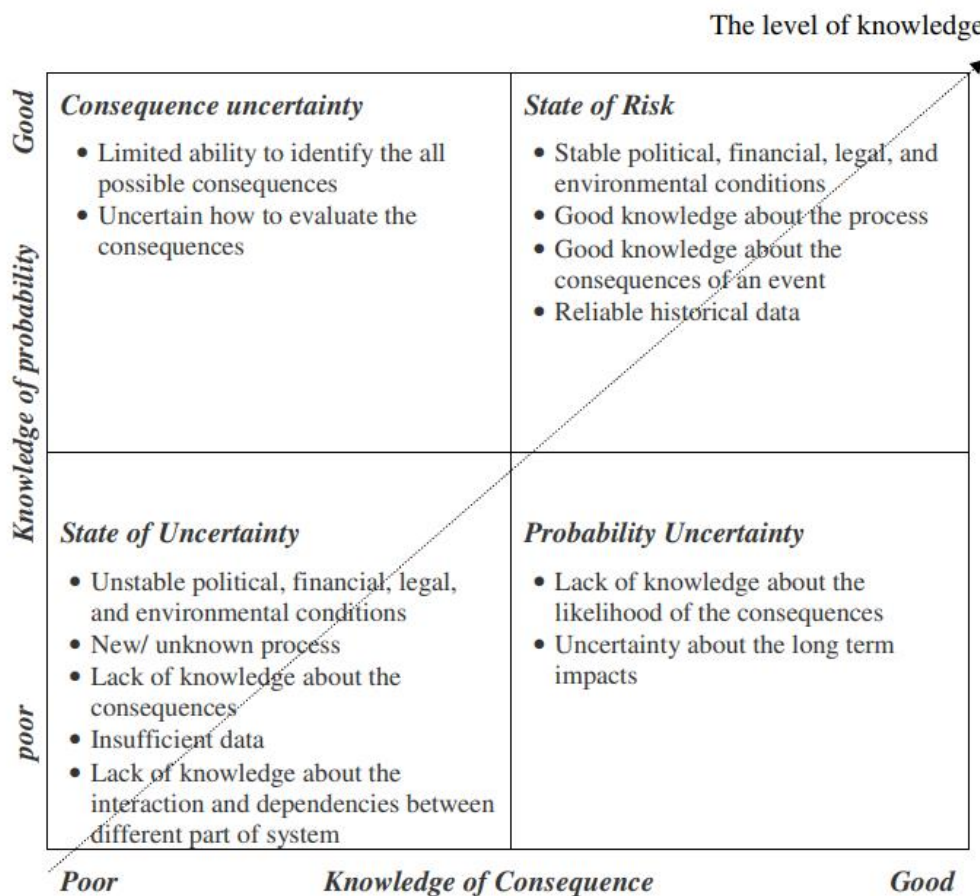 The level of knowledge
Good
Knowledge of probability
poor
Consequence uncertainty
• Limited ability to identify the all
possible consequences
• Uncertain how to evaluate the
consequences
State of Risk
• Stable political, financial, legal, and
environmental conditions
• Good knowledge about the process
• Good knowledge about the
consequences of an event
• Reliable historical data
State of Uncertainty
• Unstable political, financial, legal,
and environmental conditions
• New/ unknown process
• Lack of knowledge about the
consequences
• Insufficient data
• Lack of knowledge about the
interaction and dependencies between
different part of system
Probability Uncertainty
• Lack of knowledge about the
likelihood of the consequences
• Uncertainty about the long term
impacts
Poor
Knowledge of Consequence
Good